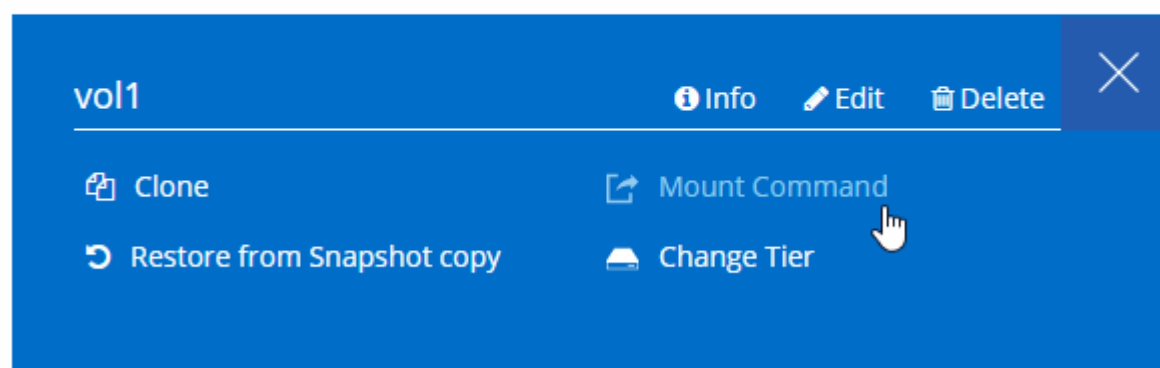 vol1 Info Edit Delete
Clone Mount Command
Restore from Snapshot copy Change Tier